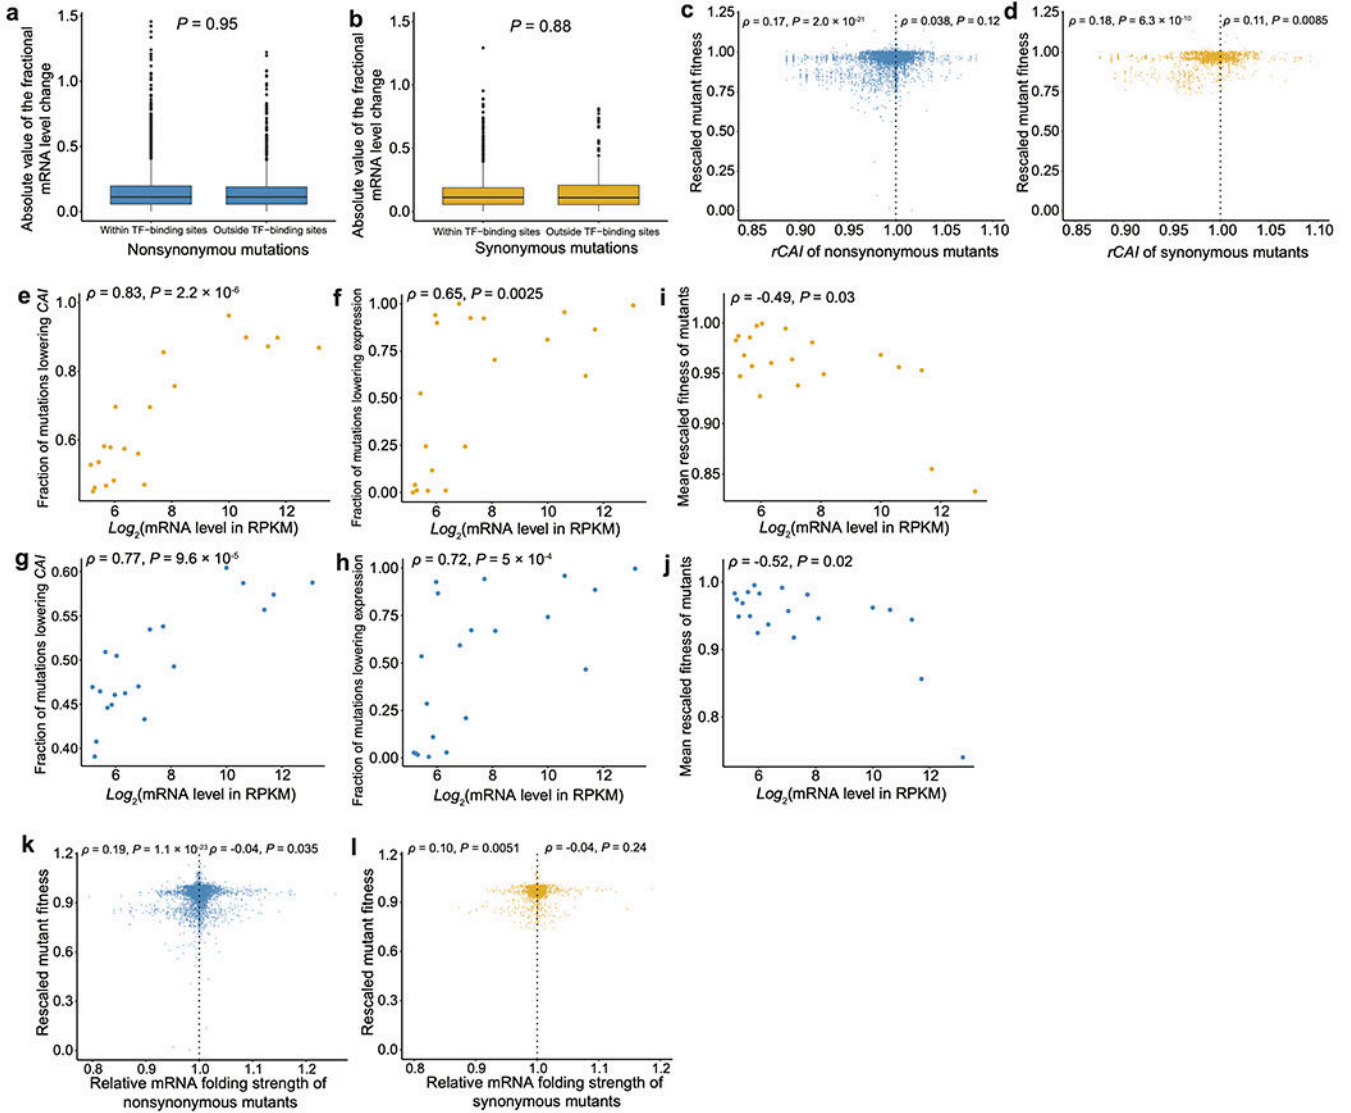 a
P = 0.95
Absolute value of the fractional
mRNA level change
1.5
1.0
0.5
0.0
Within TF−binding sites Outside TF−binding sites
Nonsynonymou mutations
b
P = 0.88
Absolute value of the fractional
mRNA level change
1.5
1.0
0.5
0.0
Within TF−binding sites Outside TF−binding sites
Synonymous mutations
c
ρ = 0.17, P = 2.0 × 10-21
ρ = 0.038, P = 0.12
Rescaled mutant fitness
1.25
1.00
0.75
0.50
0.25
0.00
0.85 0.90 0.95 1.00 1.05 1.10
rCAI of nonsynonymous mutants
d
ρ = 0.18, P = 6.3 × 10-10
ρ = 0.11, P = 0.0085
Rescaled mutant fitness
1.25
1.00
0.75
0.50
0.25
0.00
0.85 0.90 0.95 1.00 1.05 1.10
rCAI of synonymous mutants
e
ρ = 0.83, P = 2.2 × 10-6
Fraction of mutations lowering CAI
1.0
0.8
0.6
6 8 10 12
Log2(mRNA level in RPKM)
f
ρ = 0.65, P = 0.0025
Fraction of mutations lowering expression
1.00
0.75
0.50
0.25
0.00
6 8 10 12
Log2(mRNA level in RPKM)
i
ρ = -0.49, P = 0.03
Mean rescaled fitness of mutants
1.00
0.95
0.90
0.85
6 8 10 12
Log2(mRNA level in RPKM)
g
ρ = 0.77, P = 9.6 × 10-5
Fraction of mutations lowering CAI
0.60
0.55
0.50
0.45
0.40
6 8 10 12
Log2(mRNA level in RPKM)
h
ρ = 0.72, P = 5 × 10-4
Fraction of mutations lowering expression
1.00
0.75
0.50
0.25
0.00
6 8 10 12
Log2(mRNA level in RPKM)
j
ρ = -0.52, P = 0.02
Mean rescaled fitness of mutants
1.0
0.9
0.8
6 8 10 12
Log2(mRNA level in RPKM)
k
ρ = 0.19, P = 1.1 × 10-23
ρ = -0.04, P = 0.035
Rescaled mutant fitness
1.2
0.9
0.6
0.3
0.0
0.8 0.9 1.0 1.1 1.2
Relative mRNA folding strength of
nonsynonymous mutants
l
ρ = 0.10, P = 0.0051
ρ = -0.04, P = 0.24
Rescaled mutant fitness
1.2
0.9
0.6
0.3
0.0
0.8 0.9 1.0 1.1 1.2
Relative mRNA folding strength of
synonymous mutants